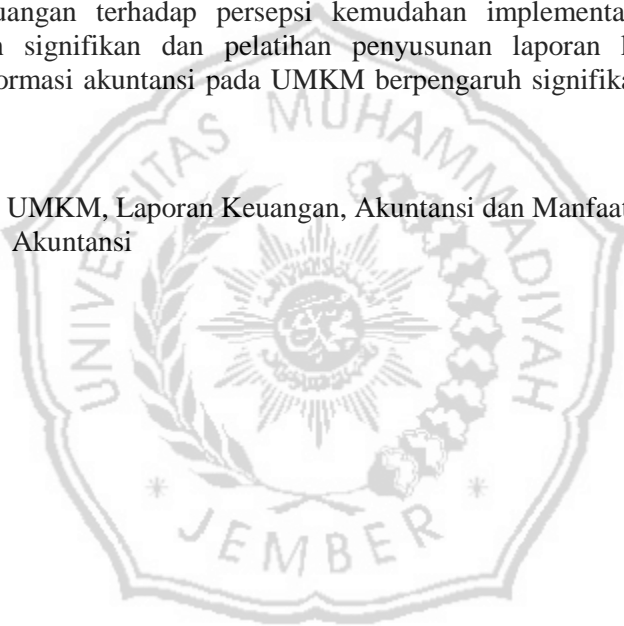 uangan terhadap persepsi kemudahan implementa
signifikan dan pelatihan penyusunan laporan
ormasi akuntansi pada UMKM berpengaruh signifika
UMKM, Laporan Keuangan, Akuntansi dan Manfaat
Akuntansi
UNIVERSITAS MUHAMMADIYAH
JEMBER